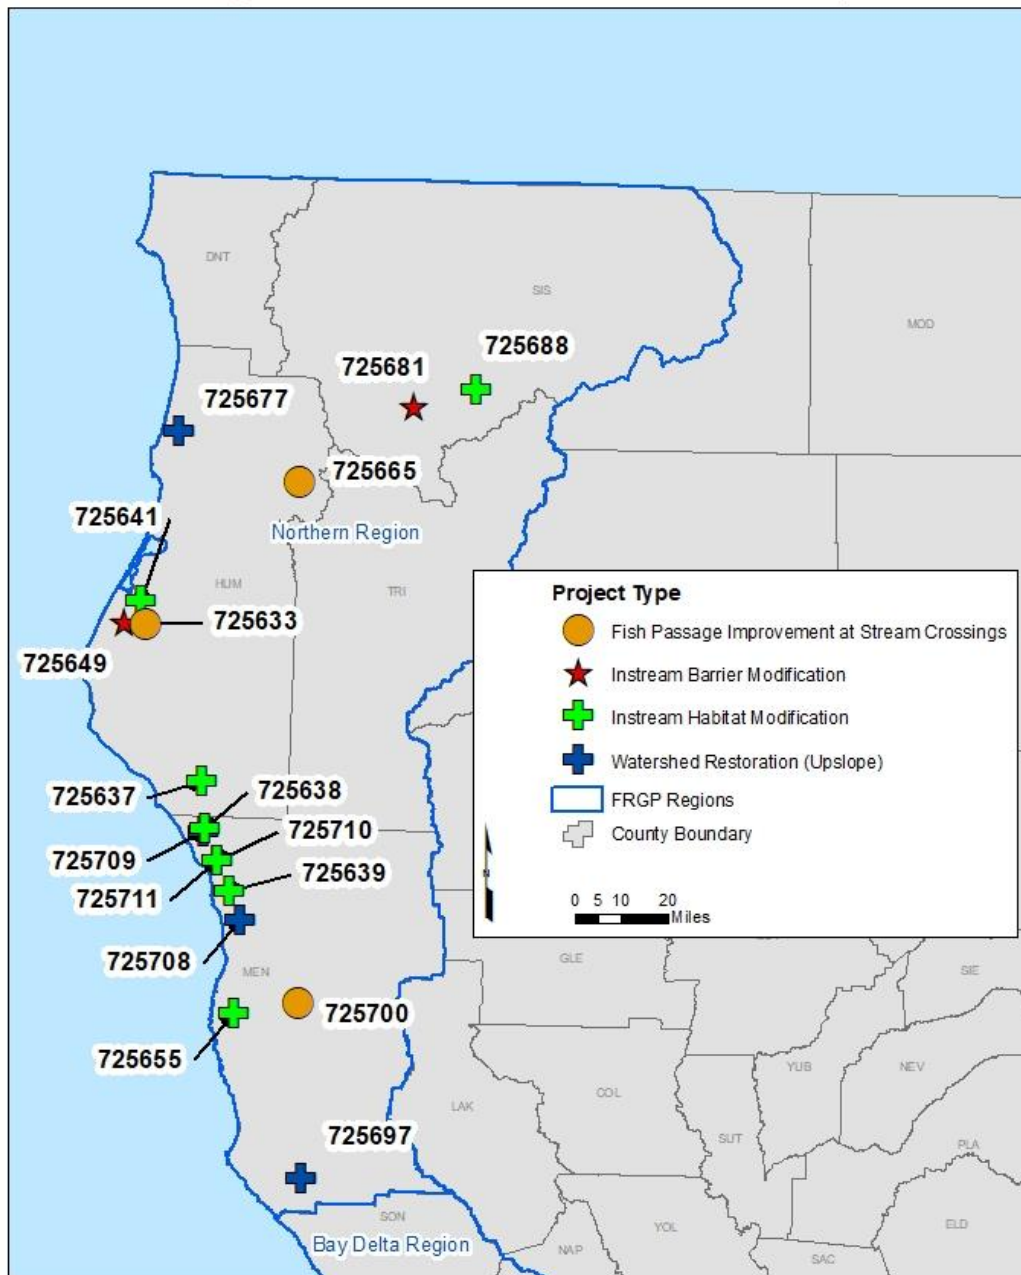 DNT
SIS
MOD
725688
725681
725677
725665
725641
Northern Region
HUM
TRI
725633
725649
Project Type
Fish Passage Improvement at Stream Crossings
Instream Barrier Modification
Instream Habitat Modification
Watershed Restoration (Upslope)
FRGP Regions
County Boundary
N
0 5 10 20
Miles
725637
725638
725709
725710
725711
725639
725708
MEN
GLE
SIE
725700
725655
LAK
COL
YUB
NEV
725697
SUT
PLA
SON
Bay Delta Region
NAP
YOL
SAC
ELD